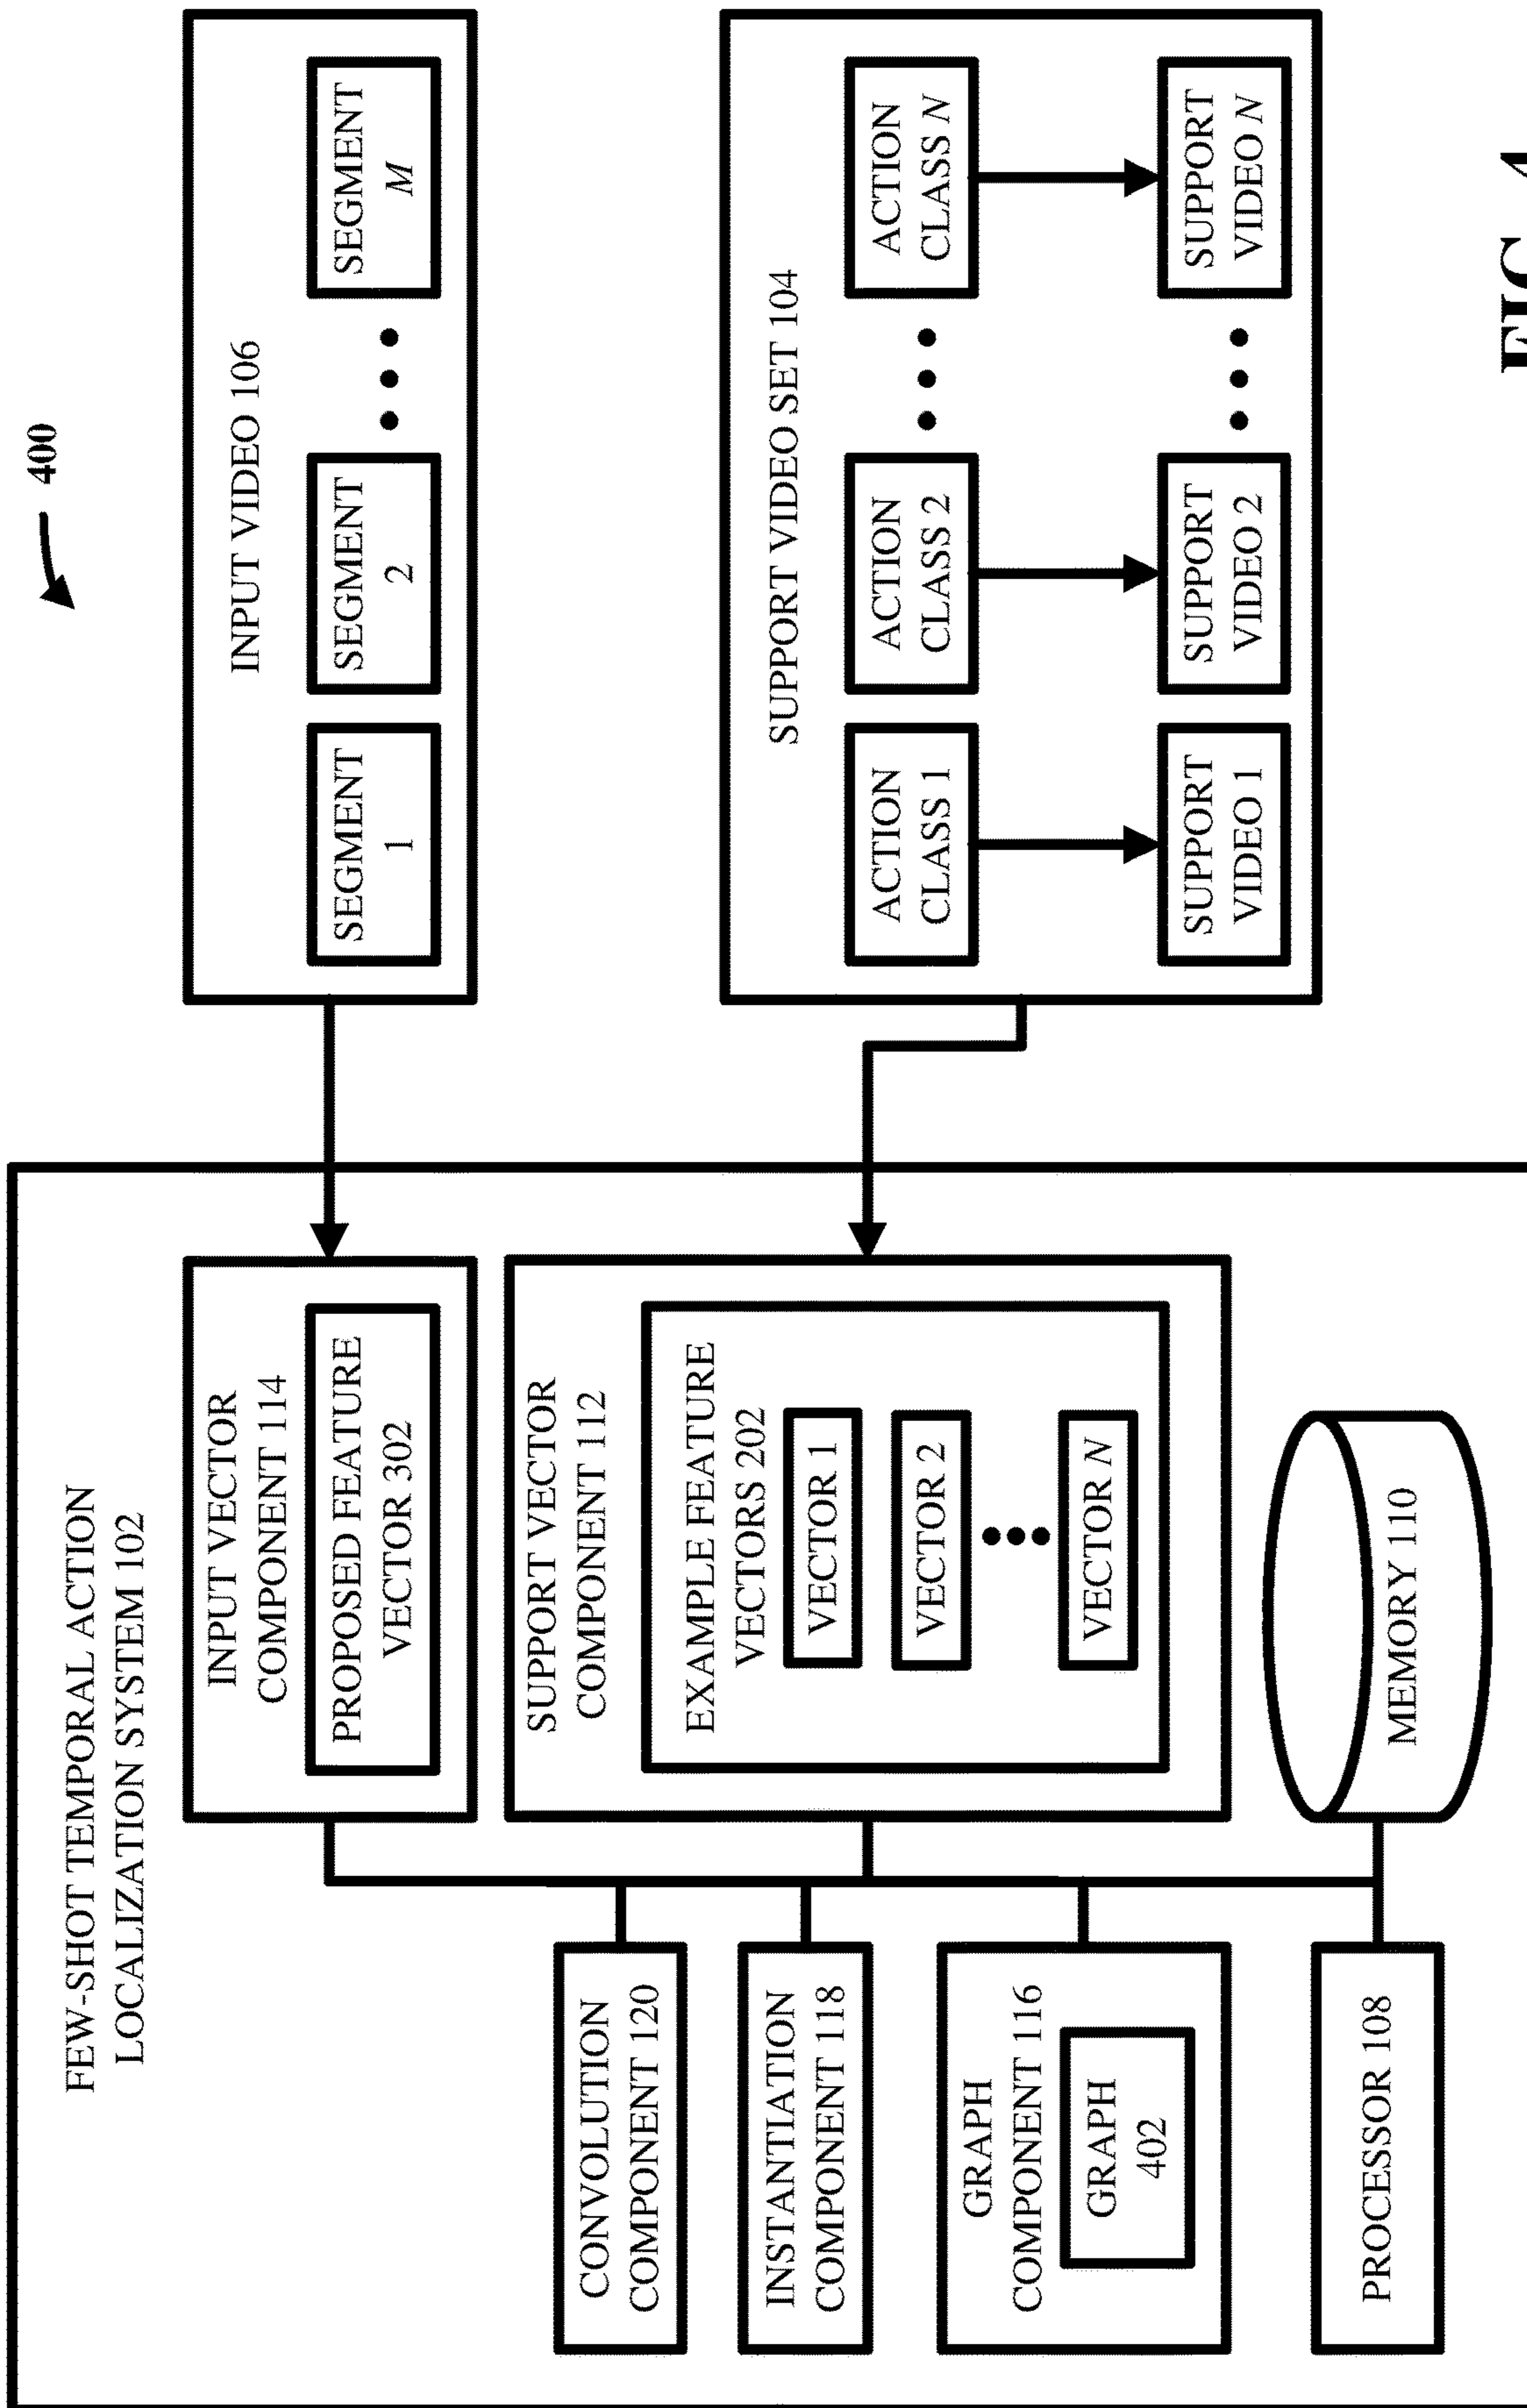 400
FEW-SHOT TEMPORAL ACTION
LOCALIZATION SYSTEM 102
CONVOLUTION
COMPONENT 120
INSTANTIATION
COMPONENT 118
GRAPH
COMPONENT 116
GRAPH
402
PROCESSOR 108
INPUT VECTOR
COMPONENT 114
PROPOSED FEATURE
VECTOR 302
SUPPORT VECTOR
COMPONENT 112
EXAMPLE FEATURE
VECTORS 202
VECTOR 1
VECTOR 2
VECTOR N
MEMORY 110
INPUT VIDEO 106
SEGMENT
1
SEGMENT
2
SEGMENT
M
SUPPORT VIDEO SET 104
ACTION
CLASS 1
ACTION
CLASS 2
ACTION
CLASS N
SUPPORT
VIDEO 1
SUPPORT
VIDEO 2
SUPPORT
VIDEO N
FIG. 4